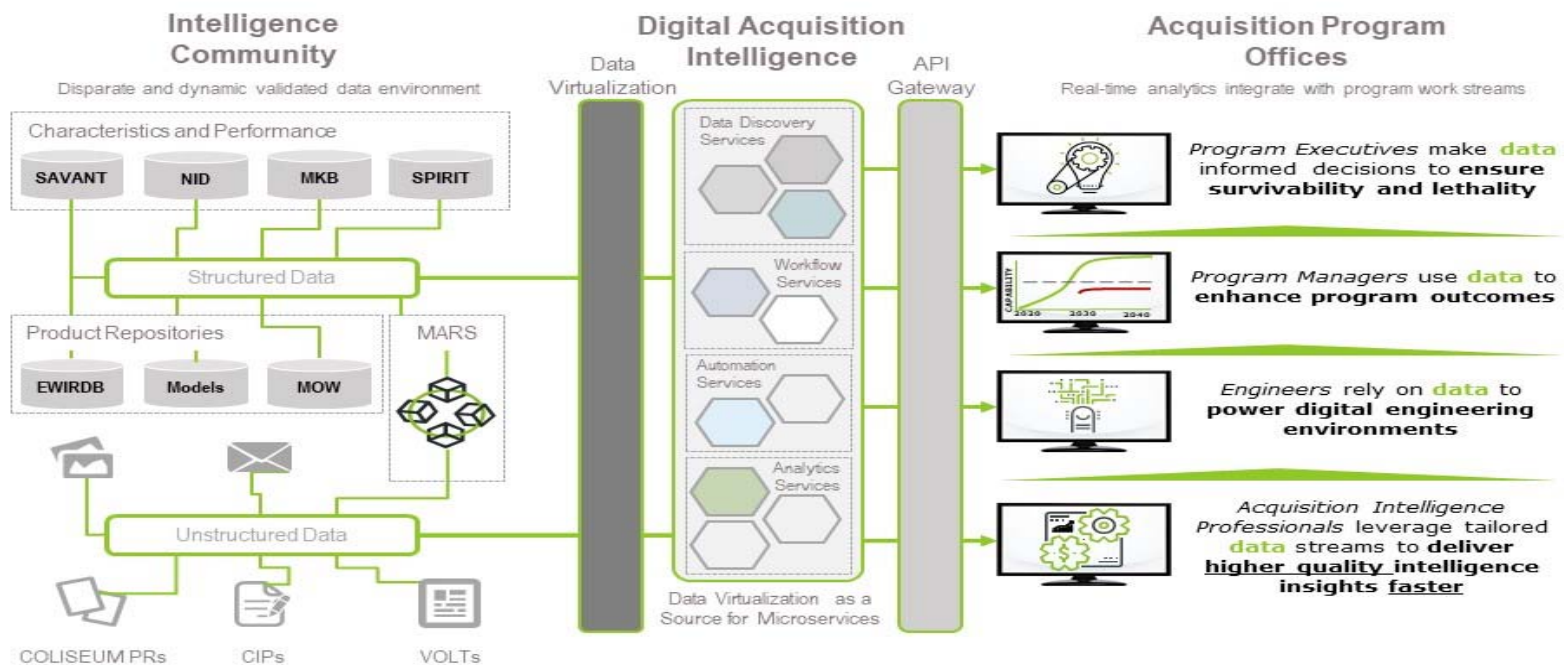 Intelligence
Community
Disparate and dynamic validated data environment
Characteristics and Performance
SAVANT
NID
MKB
SPIRIT
Structured Data
Product Repositories
MARS
EWIRDB
Models
MOW
Unstructured Data
COLISEUM PRs
CIPs
VOLTs
Digital Acquisition
Intelligence
Data
Virtualization
API
Gateway
Data Discovery
Services
Workflow
Services
Automation
Services
Analytics
Services
Data Virtualization as a
Source for Microservices
Acquisition Program
Offices
Real-time analytics integrate with program work streams
Program Executives make data
informed decisions to ensure
survivability and lethality
CAPABILITY
2020 2030 2040
Program Managers use data to
enhance program outcomes
Engineers rely on data to
power digital engineering
environments
$
Acquisition Intelligence
Professionals leverage tailored
data streams to deliver
higher quality intelligence
insights faster